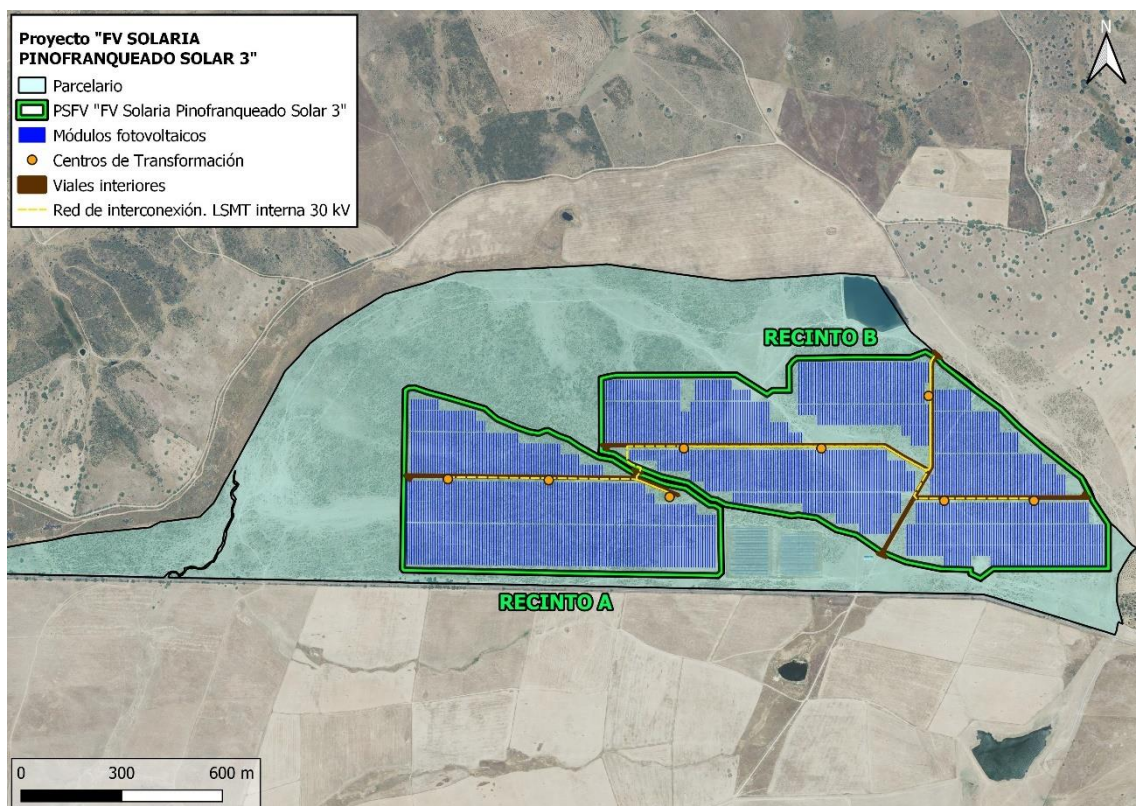 Proyecto "FV SOLARIA
PINOFRANQUEADO SOLAR 3"
Parcelario
PSFV "FV Solaria Pinofranqueado Solar 3"
Módulos fotovoltaicos
Centros de Transformación
Viales interiores
Red de interconexión. LSMT interna 30 kV
N
RECINTO B
RECINTO A
0 300 600 m